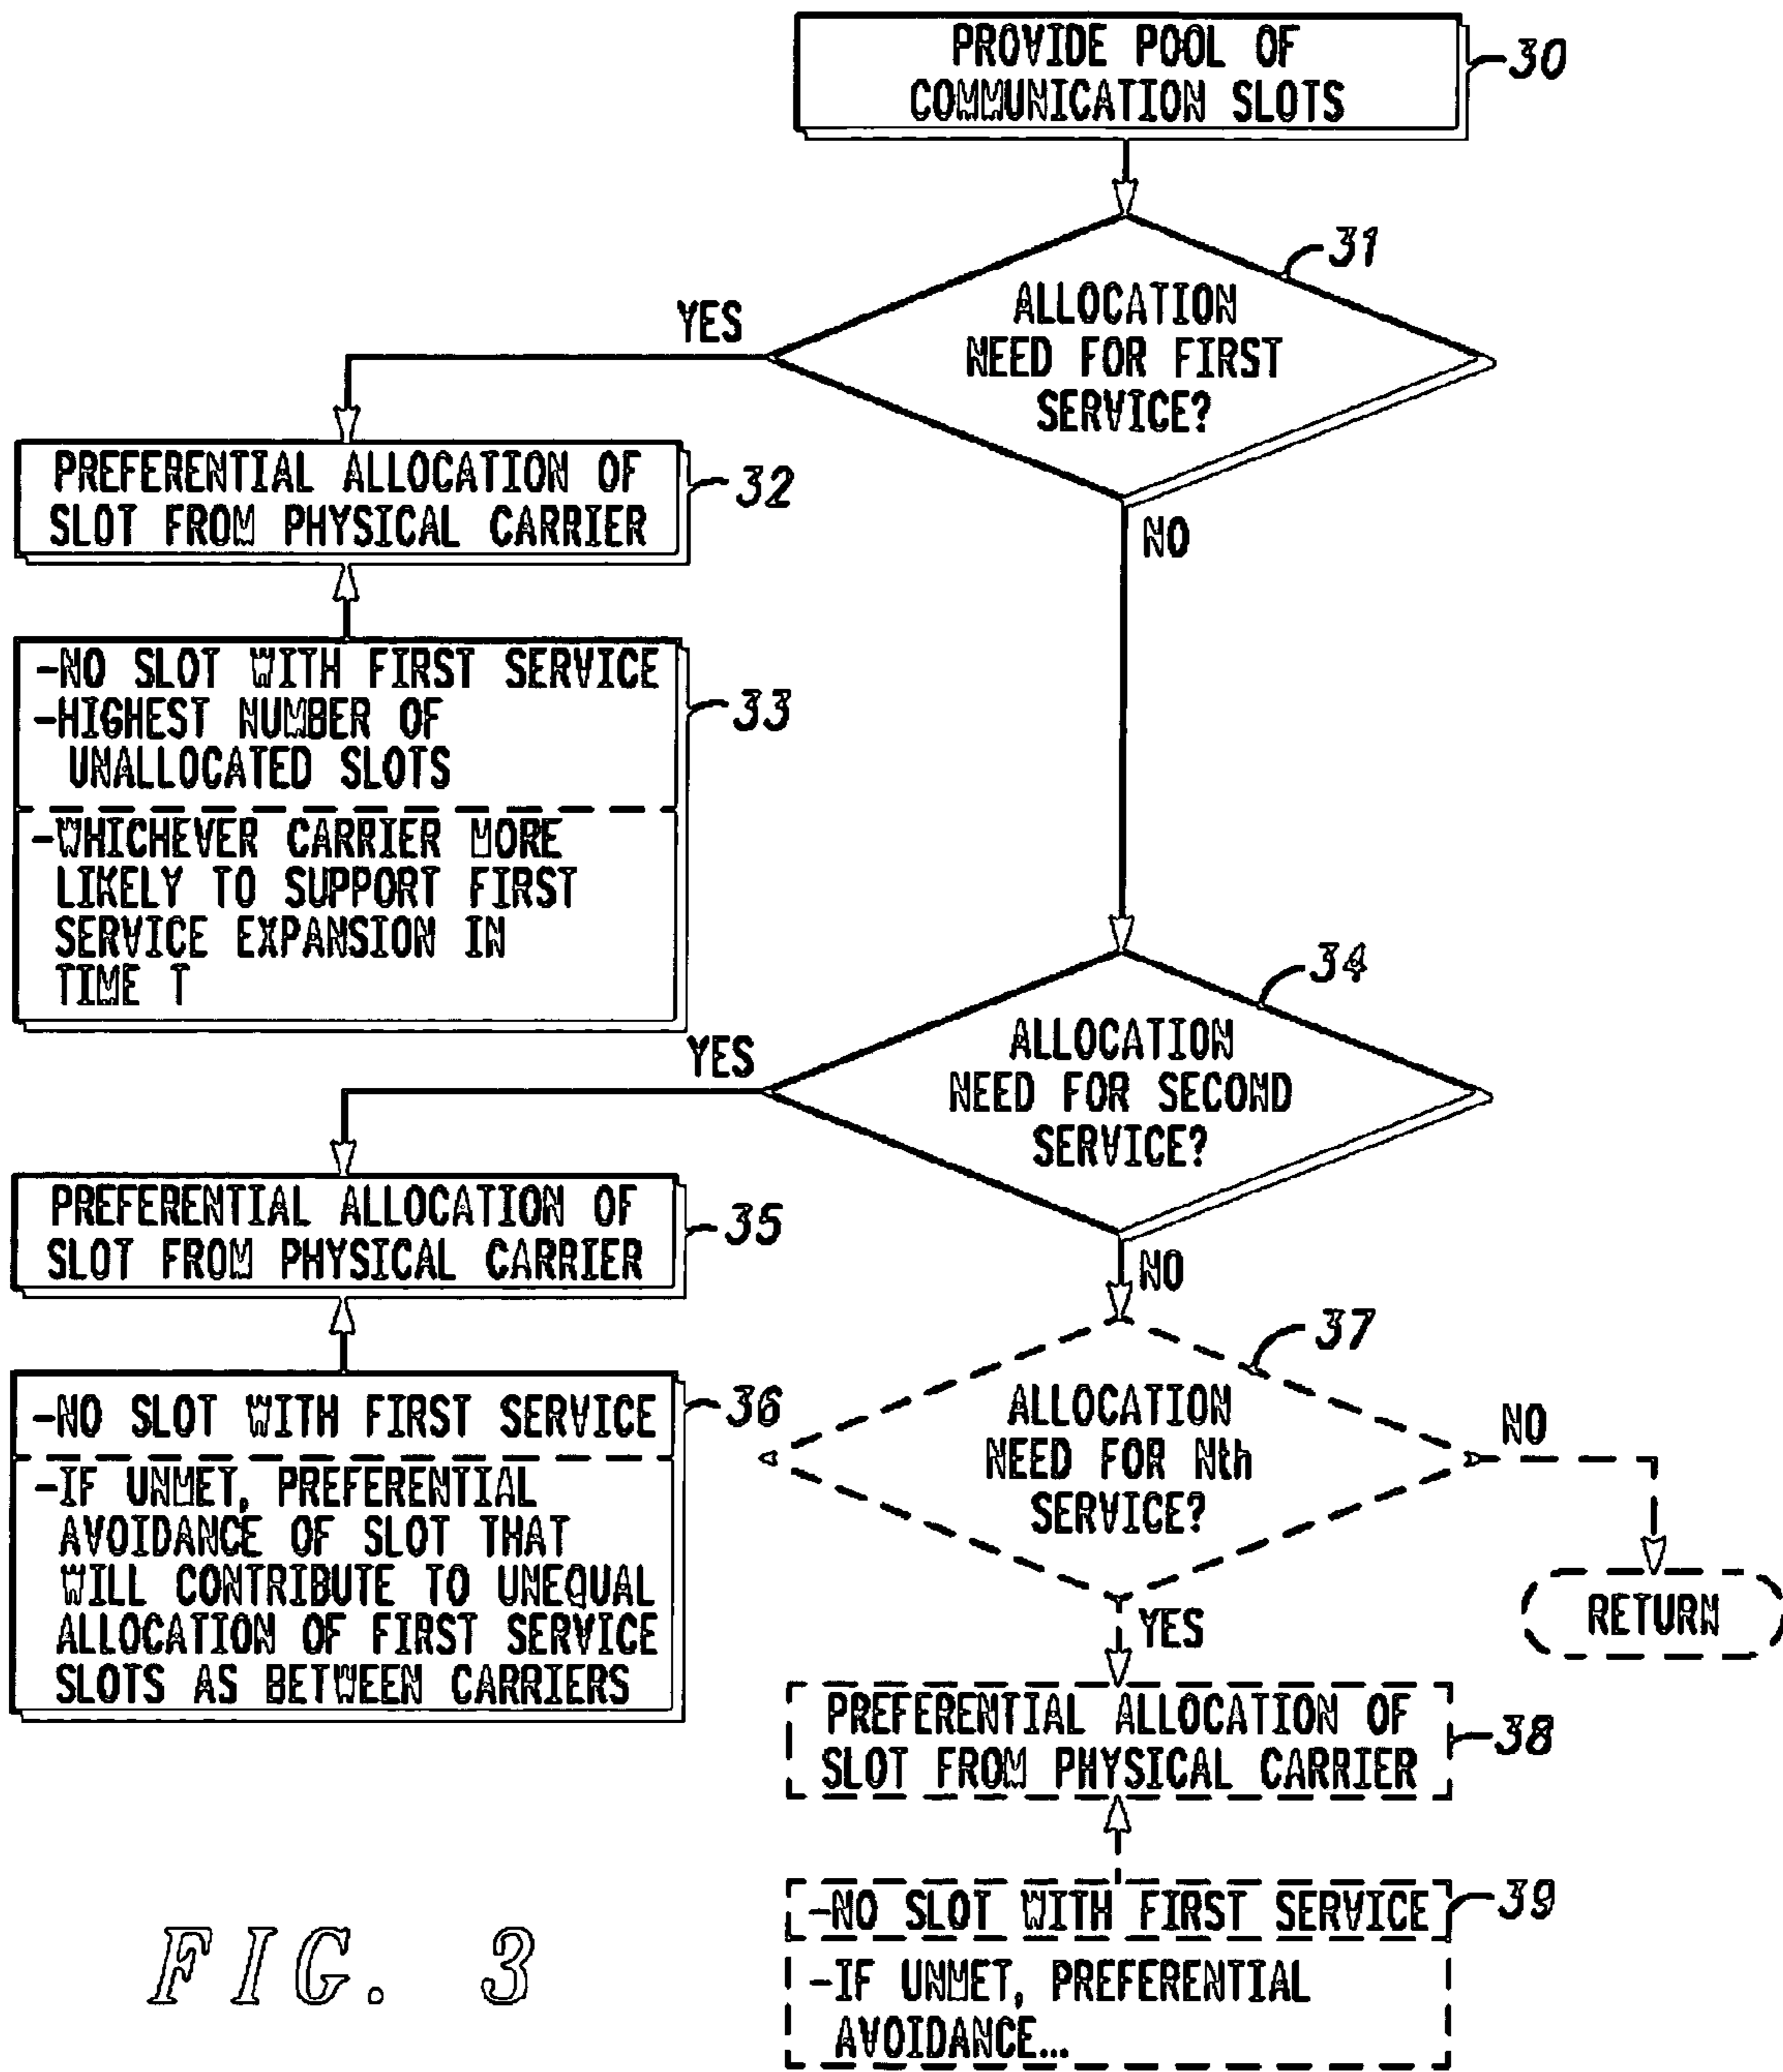 PROVIDE POOL OF
COMMUNICATION SLOTS
30
31
ALLOCATION
NEED FOR FIRST
SERVICE?
YES
NO
PREFERENTIAL ALLOCATION OF
SLOT FROM PHYSICAL CARRIER
32
-NO SLOT WITH FIRST SERVICE
-HIGHEST NUMBER OF
UNALLOCATED SLOTS
33
-WHICHEVER CARRIER MORE
LIKELY TO SUPPORT FIRST
SERVICE EXPANSION IN
TIME T
34
ALLOCATION
NEED FOR SECOND
SERVICE?
YES
NO
PREFERENTIAL ALLOCATION OF
SLOT FROM PHYSICAL CARRIER
35
-NO SLOT WITH FIRST SERVICE
36
-IF UNMET, PREFERENTIAL
AVOIDANCE OF SLOT THAT
WILL CONTRIBUTE TO UNEQUAL
ALLOCATION OF FIRST SERVICE
SLOTS AS BETWEEN CARRIERS
37
ALLOCATION
NEED FOR Nth
SERVICE?
NO
RETURN
YES
PREFERENTIAL ALLOCATION OF
SLOT FROM PHYSICAL CARRIER
38
-NO SLOT WITH FIRST SERVICE
39
-IF UNMET, PREFERENTIAL
AVOIDANCE...
FIG. 3